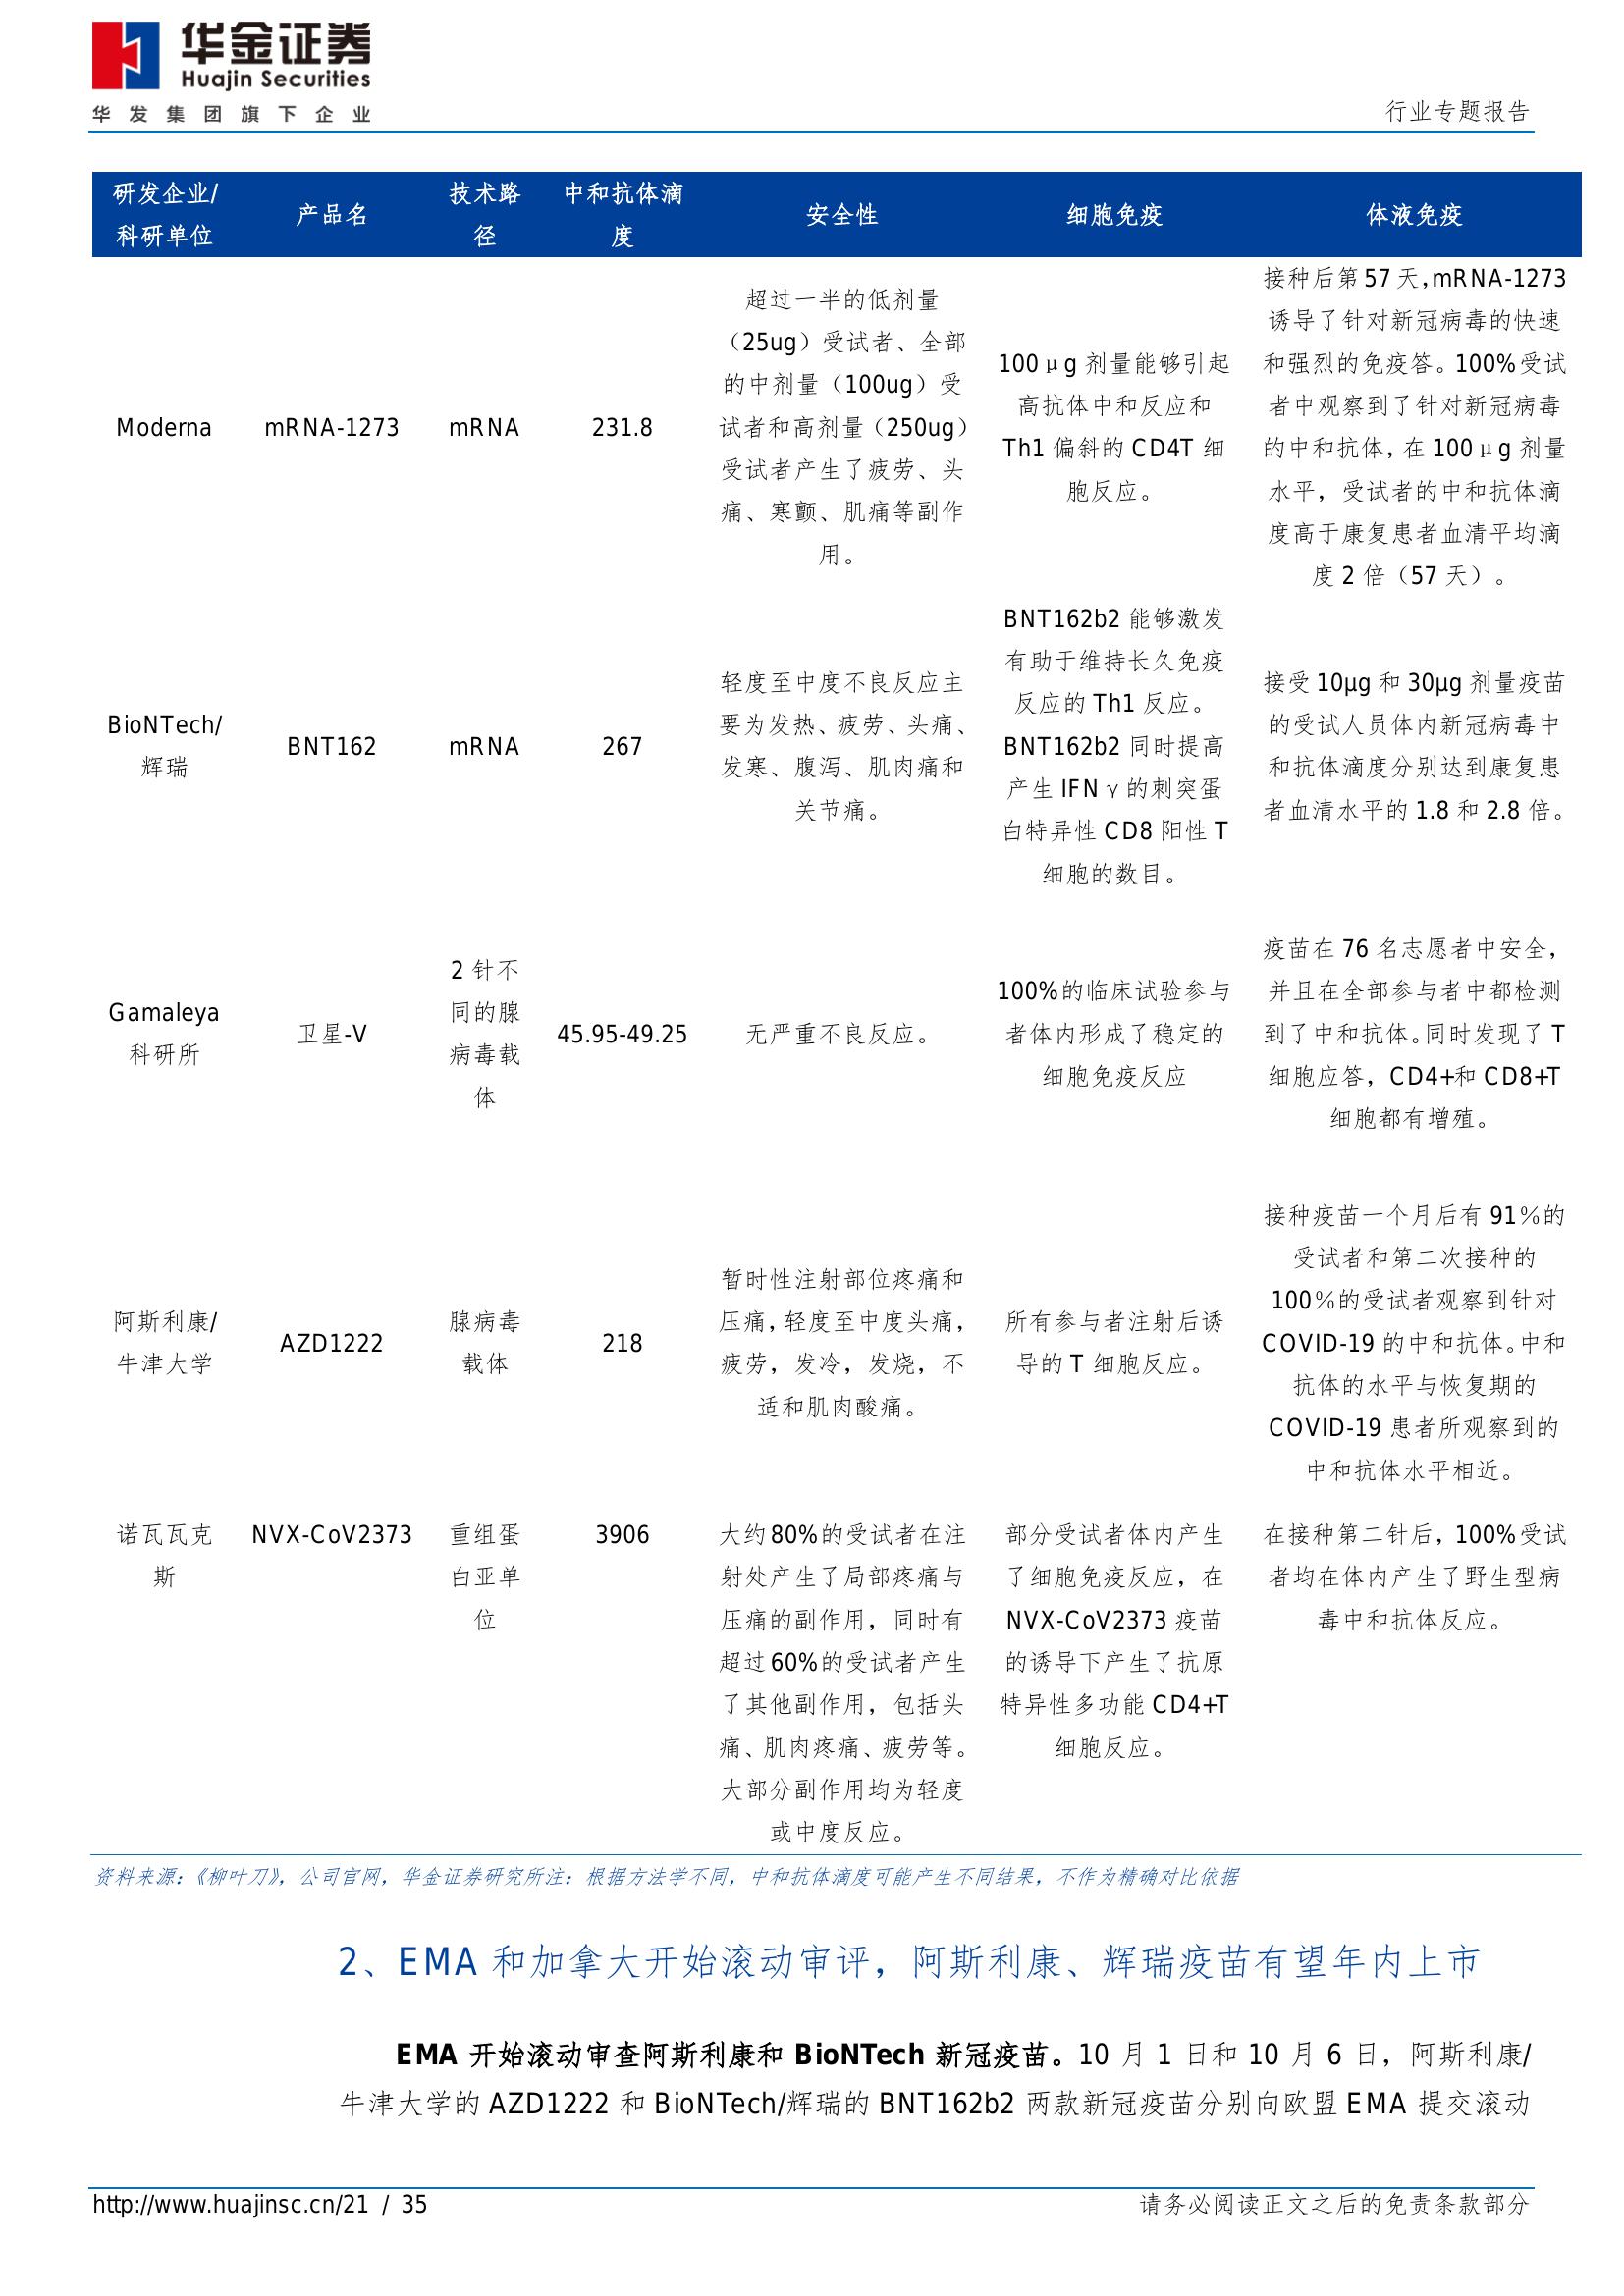 华金证券
Huajin Securities
华发集团旗下企业
行业专题报告
研发企业/
科研单位
产品名
技术路
径
中和抗体滴
度
安全性
细胞免疫
体液免疫
Moderna
mRNA-1273
mRNA
231.8
超过一半的低剂量
（25ug）受试者、全部
的中剂量（100ug）受
试者和高剂量（250ug）
受试者产生了疲劳、头
痛、寒颤、肌痛等副作
用。
100μg 剂量能够引起
高抗体中和反应和
Th1 偏斜的 CD4T 细
胞反应。
接种后第 57 天，mRNA-1273
诱导了针对新冠病毒的快速
和强烈的免疫答。100%受试
者中观察到了针对新冠病毒
的中和抗体，在 100μg 剂量
水平，受试者的中和抗体滴
度高于康复患者血清平均滴
度 2 倍（57 天）。
BioNTech/
辉瑞
BNT162
mRNA
267
轻度至中度不良反应主
要为发热、疲劳、头痛、
发寒、腹泻、肌肉痛和
关节痛。
BNT162b2 能够激发
有助于维持长久免疫
反应的 Th1 反应。
BNT162b2 同时提高
产生 IFNγ的刺突蛋
白特异性 CD8 阳性 T
细胞的数目。
接受 10μg 和 30μg 剂量疫苗
的受试人员体内新冠病毒中
和抗体滴度分别达到康复患
者血清水平的 1.8 和 2.8 倍。
Gamaleya
科研所
卫星-V
2 针不
同的腺
病毒载
体
45.95-49.25
无严重不良反应。
100%的临床试验参与
者体内形成了稳定的
细胞免疫反应
疫苗在 76 名志愿者中安全，
并且在全部参与者中都检测
到了中和抗体。同时发现了 T
细胞应答，CD4+和 CD8+T
细胞都有增殖。
阿斯利康/
牛津大学
AZD1222
腺病毒
载体
218
暂时性注射部位疼痛和
压痛，轻度至中度头痛，
疲劳，发冷，发烧，不
适和肌肉酸痛。
所有参与者注射后诱
导的 T 细胞反应。
接种疫苗一个月后有 91％的
受试者和第二次接种的
100％的受试者观察到针对
COVID-19 的中和抗体。中和
抗体的水平与恢复期的
COVID-19 患者所观察到的
中和抗体水平相近。
诺瓦瓦克
斯
NVX-CoV2373
重组蛋
白亚单
位
3906
大约 80%的受试者在注
射处产生了局部疼痛与
压痛的副作用，同时有
超过 60%的受试者产生
了其他副作用，包括头
痛、肌肉疼痛、疲劳等。
大部分副作用均为轻度
或中度反应。
部分受试者体内产生
了细胞免疫反应，在
NVX-CoV2373 疫苗
的诱导下产生了抗原
特异性多功能 CD4+T
细胞反应。
在接种第二针后，100%受试
者均在体内产生了野生型病
毒中和抗体反应。
资料来源：《柳叶刀》，公司官网，华金证券研究所注：根据方法学不同，中和抗体滴度可能产生不同结果，不作为精确对比依据
2、EMA 和加拿大开始滚动审评，阿斯利康、辉瑞疫苗有望年内上市
EMA 开始滚动审查阿斯利康和 BioNTech 新冠疫苗。10 月 1 日和 10 月 6 日，阿斯利康/
牛津大学的 AZD1222 和 BioNTech/辉瑞的 BNT162b2 两款新冠疫苗分别向欧盟 EMA 提交滚动
http://www.huajinsc.cn/21 / 35
请务必阅读正文之后的免责条款部分